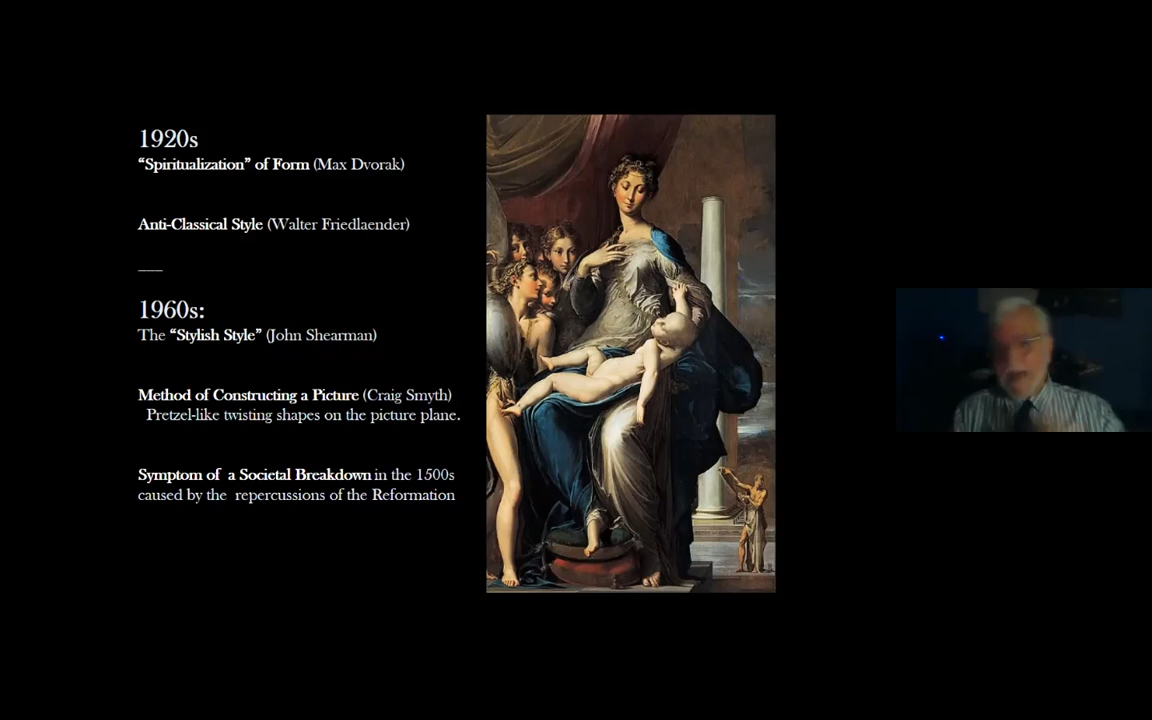 1920s
“Spiritualization” of Form (Max Dvorak)
Anti-Classical Style (Walter Friedlaender)
1960s:
The “Stylish Style” (John Shearman)
Method of Constructing a Picture (Craig Smyth)
Pretzel-like twisting shapes on the picture plane.
Symptom of a Societal Breakdown in the 1500s
caused by the repercussions of the Reformation